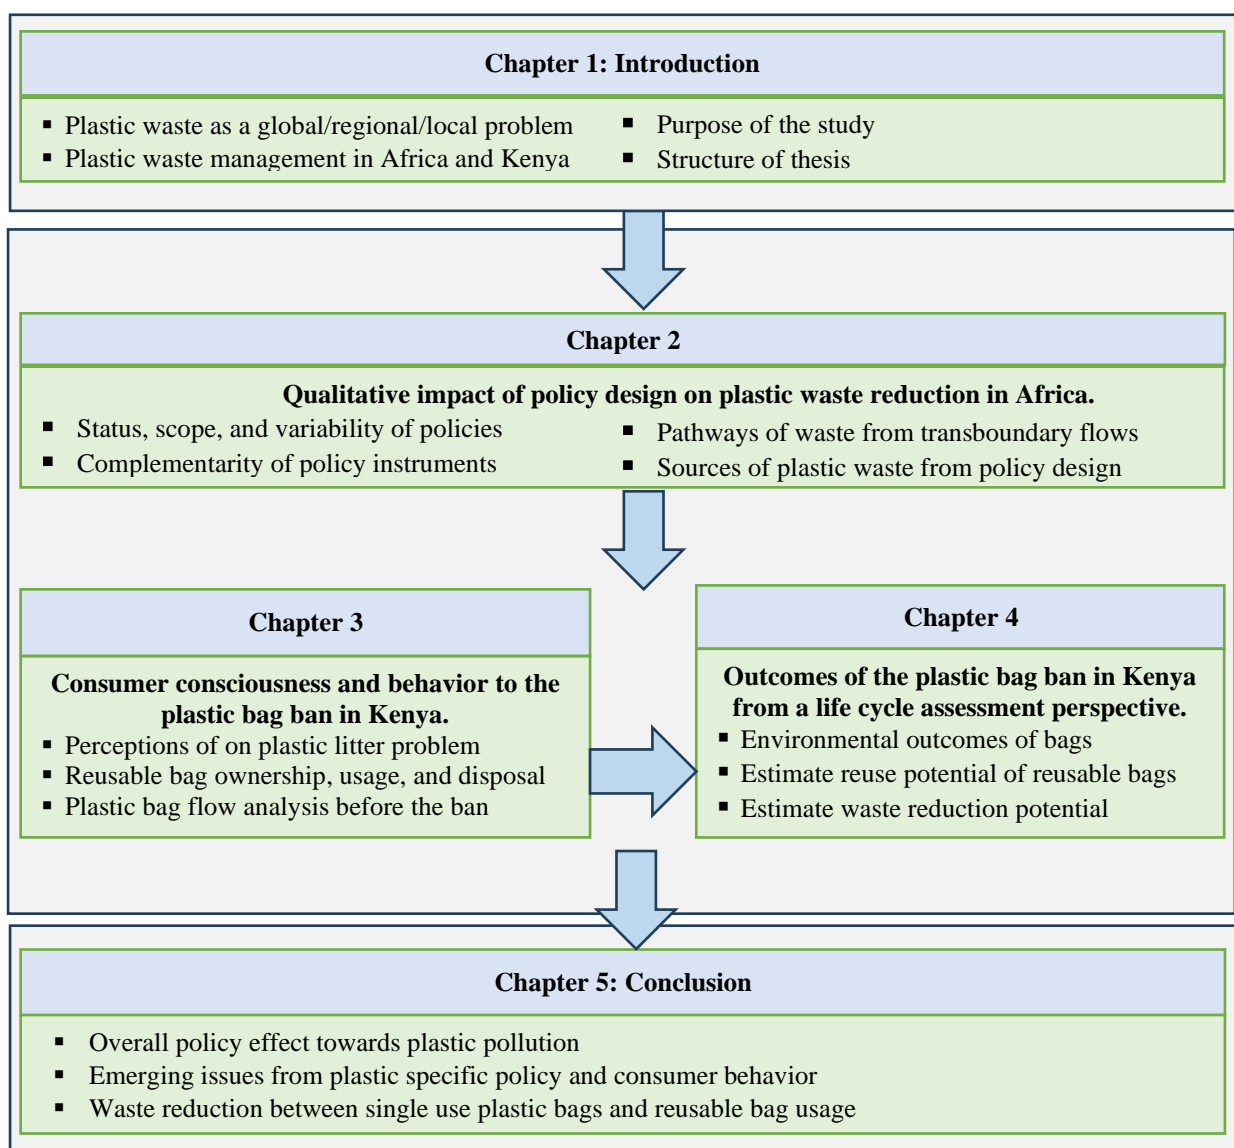 Chapter 1: Introduction
▪ Plastic waste as a global/regional/local problem
▪ Plastic waste management in Africa and Kenya
▪ Purpose of the study
▪ Structure of thesis
Chapter 2
Qualitative impact of policy design on plastic waste reduction in Africa.
▪ Status, scope, and variability of policies
▪ Complementarity of policy instruments
▪ Pathways of waste from transboundary flows
▪ Sources of plastic waste from policy design
Chapter 3
Consumer consciousness and behavior to the
plastic bag ban in Kenya.
▪ Perceptions of on plastic litter problem
▪ Reusable bag ownership, usage, and disposal
▪ Plastic bag flow analysis before the ban
Chapter 4
Outcomes of the plastic bag ban in Kenya
from a life cycle assessment perspective.
▪ Environmental outcomes of bags
▪ Estimate reuse potential of reusable bags
▪ Estimate waste reduction potential
Chapter 5: Conclusion
▪ Overall policy effect towards plastic pollution
▪ Emerging issues from plastic specific policy and consumer behavior
▪ Waste reduction between single use plastic bags and reusable bag usage